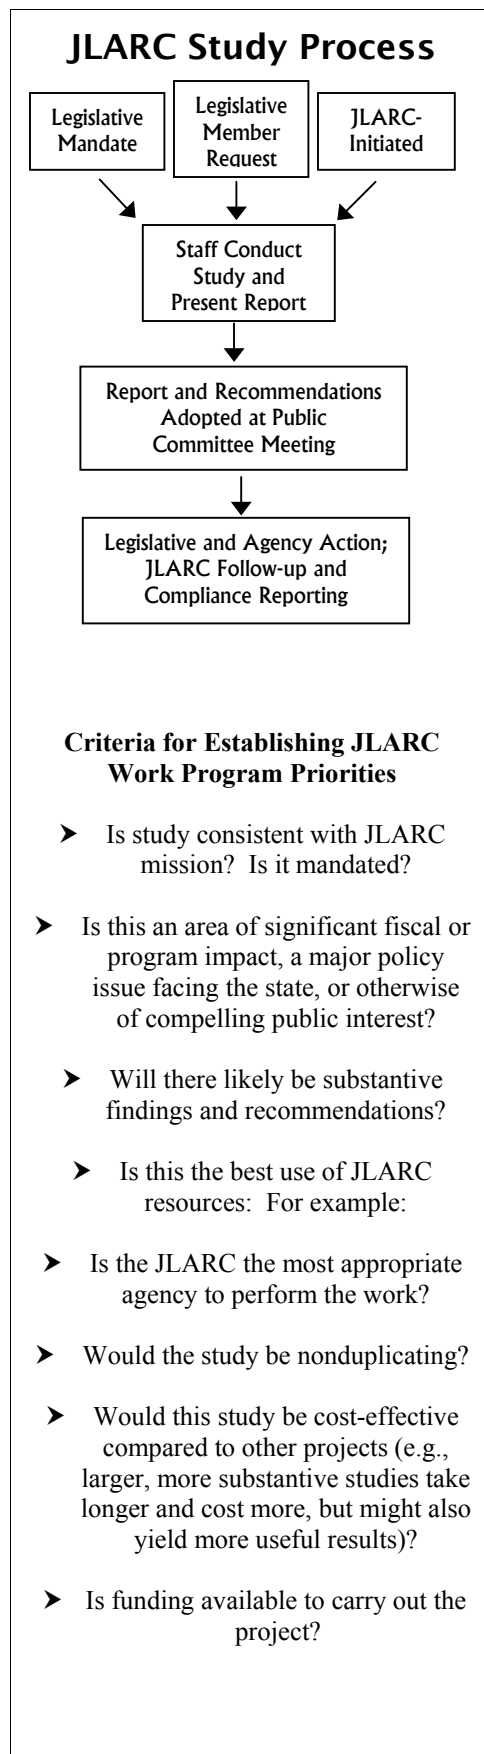 JLARC Study Process
Legislative
Mandate
Legislative
Member
Request
JLARC-
Initiated
Staff Conduct
Study and
Present Report
Report and Recommendations
Adopted at Public
Committee Meeting
Legislative and Agency Action;
JLARC Follow-up and
Compliance Reporting
Criteria for Establishing JLARC
Work Program Priorities
➤ Is study consistent with JLARC
mission?  Is it mandated?
➤ Is this an area of significant fiscal or
program impact, a major policy
issue facing the state, or otherwise
of compelling public interest?
➤ Will there likely be substantive
findings and recommendations?
➤ Is this the best use of JLARC
resources:  For example:
➤ Is the JLARC the most appropriate
agency to perform the work?
➤ Would the study be nonduplicating?
➤ Would this study be cost-effective
compared to other projects (e.g.,
larger, more substantive studies take
longer and cost more, but might also
yield more useful results)?
➤ Is funding available to carry out the
project?